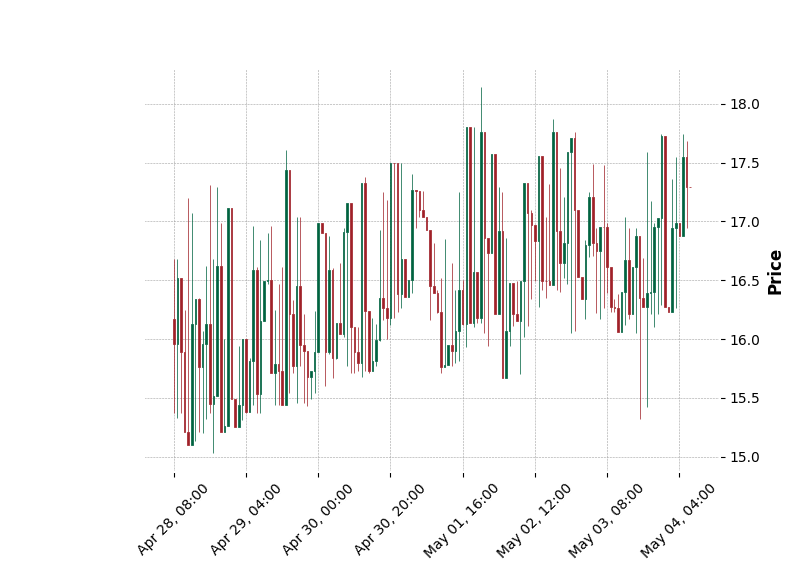 18.0
17.5
17.0
16.5
16.0
15.5
15.0
Price
Apr 28, 08:00
Apr 29, 04:00
Apr 30, 00:00
Apr 30, 20:00
May 01, 16:00
May 02, 12:00
May 03, 08:00
May 04, 04:00